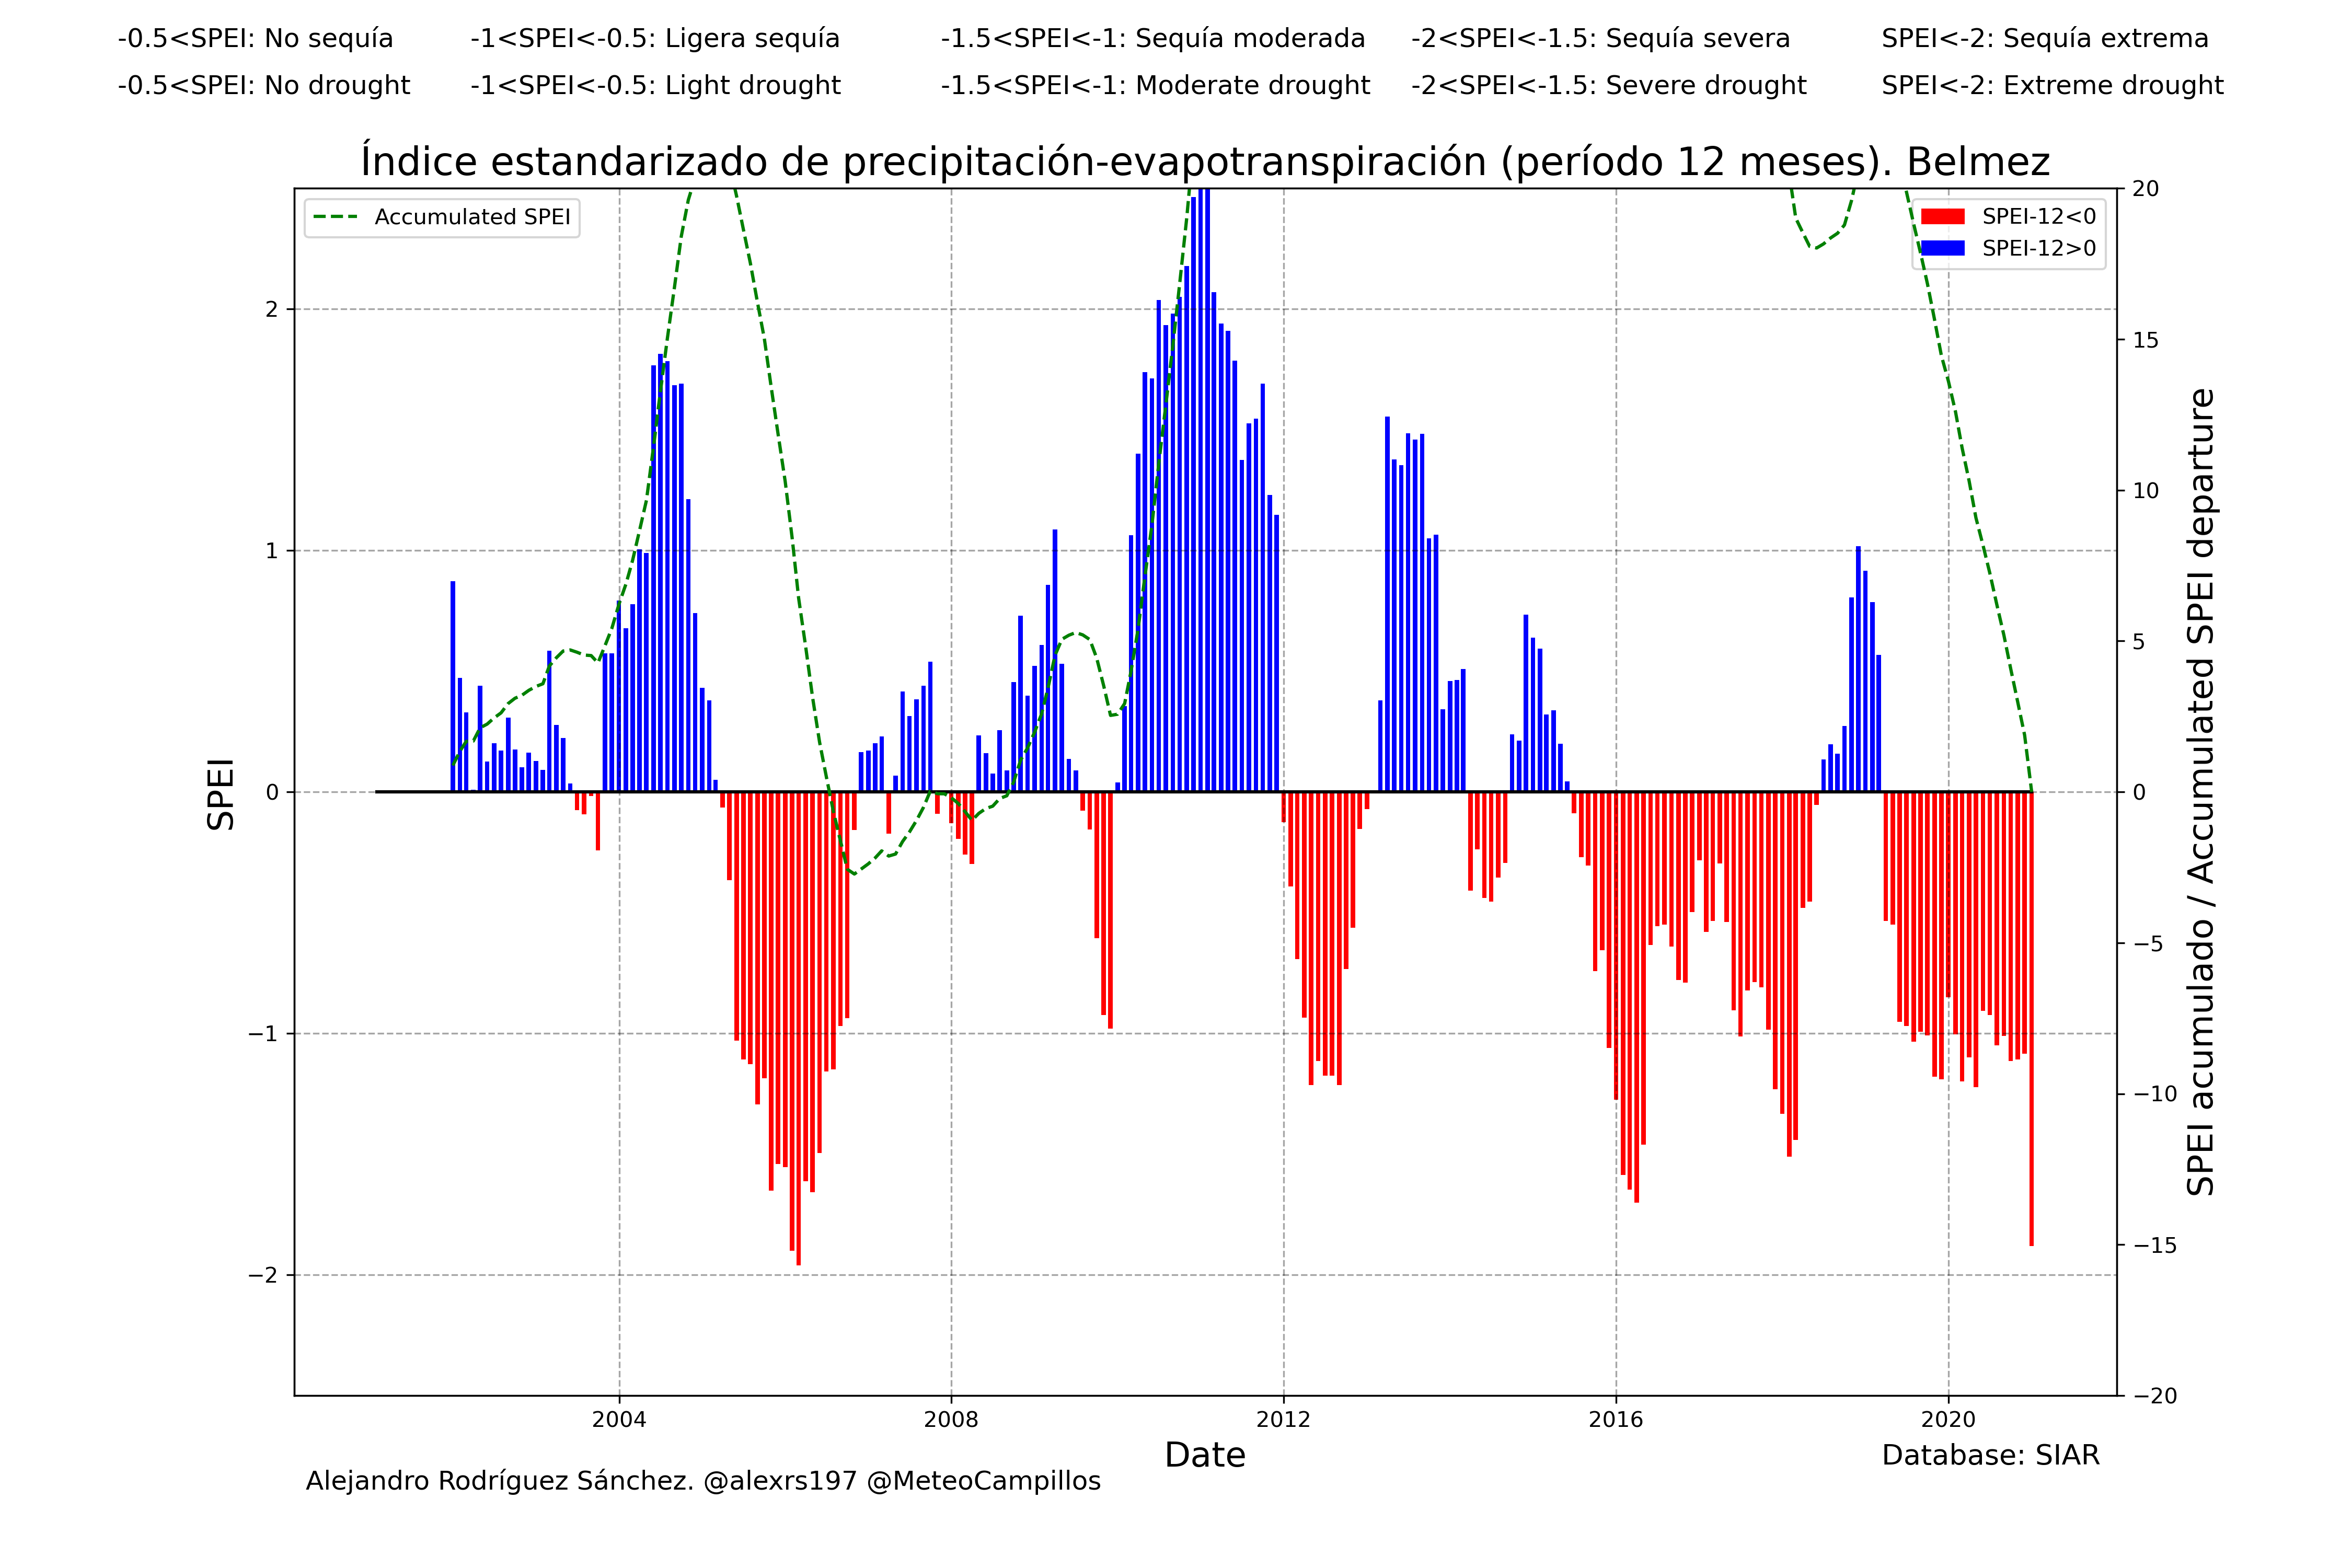 -0.5<SPEI: No sequía -1<SPEI<-0.5: Ligera sequía -1.5<SPEI<-1: Sequía moderada -2<SPEI<-1.5: Sequía severa SPEI<-2: Sequía extrema
-0.5<SPEI: No drought -1<SPEI<-0.5: Light drought -1.5<SPEI<-1: Moderate drought -2<SPEI<-1.5: Severe drought SPEI<-2: Extreme drought
Índice estandarizado de precipitación-evapotranspiración (período 12 meses). Belmez
Accumulated SPEI
SPEI-12<0
SPEI-12>0
SPEI
2
1
0
−1
−2
20
15
10
5
0
−5
−10
−15
−20
SPEI acumulado / Accumulated SPEI departure
2004 2008 2012 2016 2020
Date
Database: SIAR
Alejandro Rodríguez Sánchez. @alexrs197 @MeteoCampillos